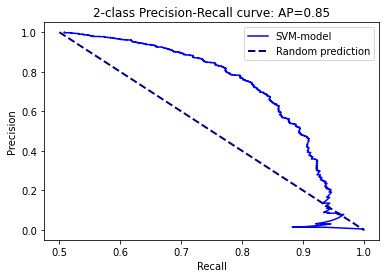 2-class Precision-Recall curve: AP=0.85
SVM-model
Random prediction
Precision
1.0
0.8
0.6
0.4
0.2
0.0
0.5 0.6 0.7 0.8 0.9 1.0
Recall